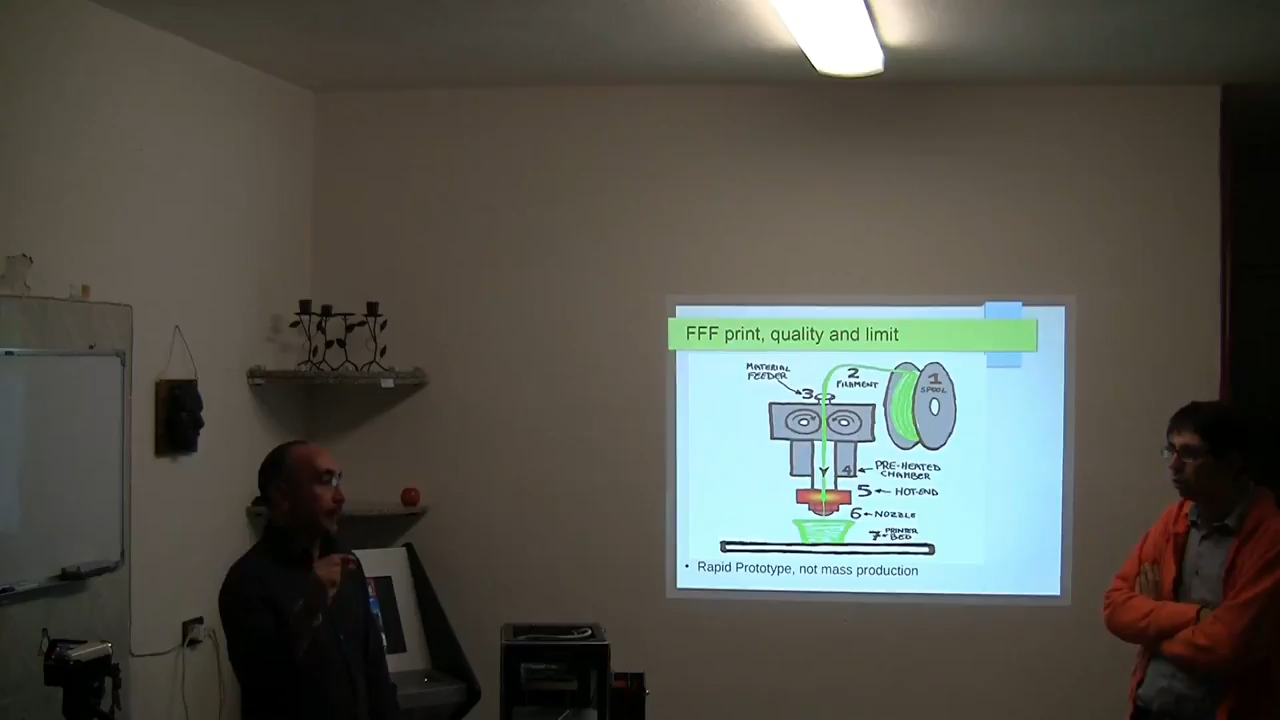 FFF print, quality and limit
MATERIAL
FEEDER
3
2
FILAMENT
1
SPOOL
4
PRE-HEATED
CHAMBER
5 HOT-END
6 NOZZLE
7 PRINTER
BED
• Rapid Prototype, not mass production